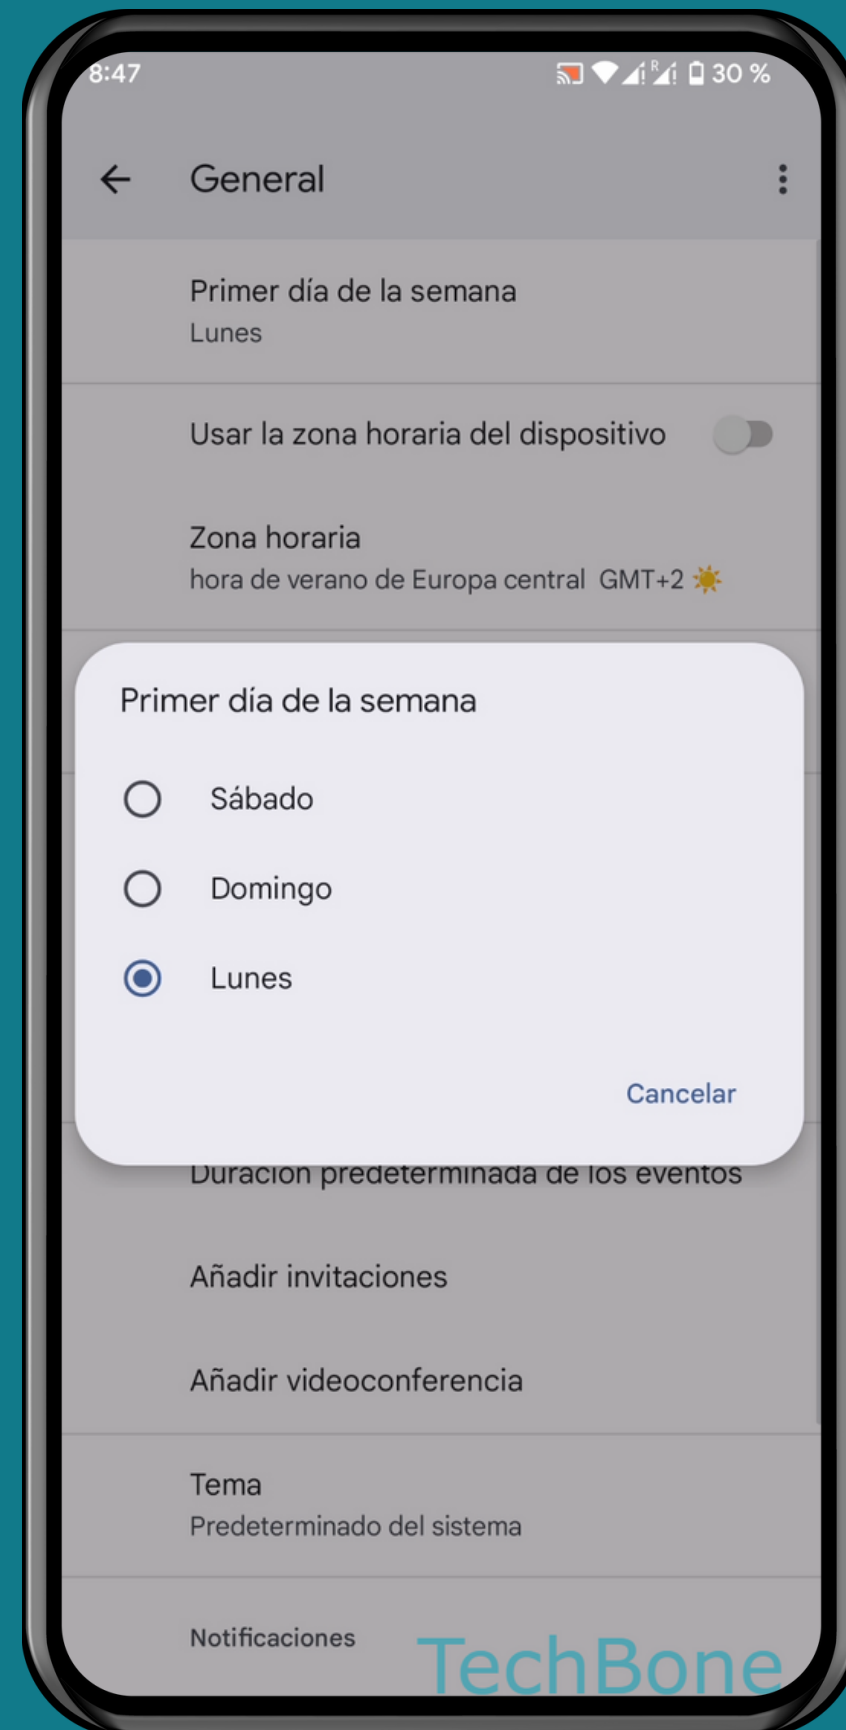 8:47
R
30 %
General
Primer día de la semana
Lunes
Usar la zona horaria del dispositivo
Zona horaria
hora de verano de Europa central GMT+2 ☀️
Primer día de la semana
Sábado
Domingo
Lunes
Cancelar
Duración predeterminada de los eventos
Añadir invitaciones
Añadir videoconferencia
Tema
Predeterminado del sistema
Notificaciones
TechBone